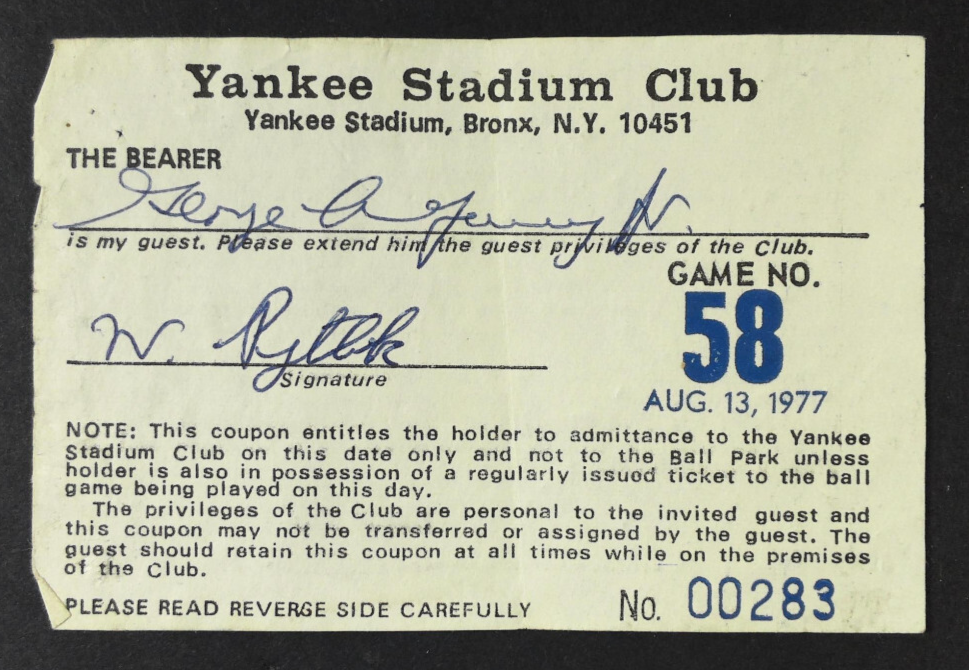 Yankee Stadium Club
Yankee Stadium, Bronx, N.Y. 10451
THE BEARER
George A
is my guest. Please extend him the guest privileges of the Club.
GAME NO.
58
W.
Signature
AUG. 13, 1977
NOTE: This coupon entitles the holder to admittance to the Yankee
Stadium Club on this date only and not to the Ball Park unless
holder is also in possession of a regularly issued ticket to the ball
game being played on this day.
The privileges of the Club are personal to the invited guest and
this coupon may not be transferred or assigned by the guest. The
guest should retain this coupon at all times while on the premises
of the Club.
PLEASE READ REVERSE SIDE CAREFULLY
No. 00283